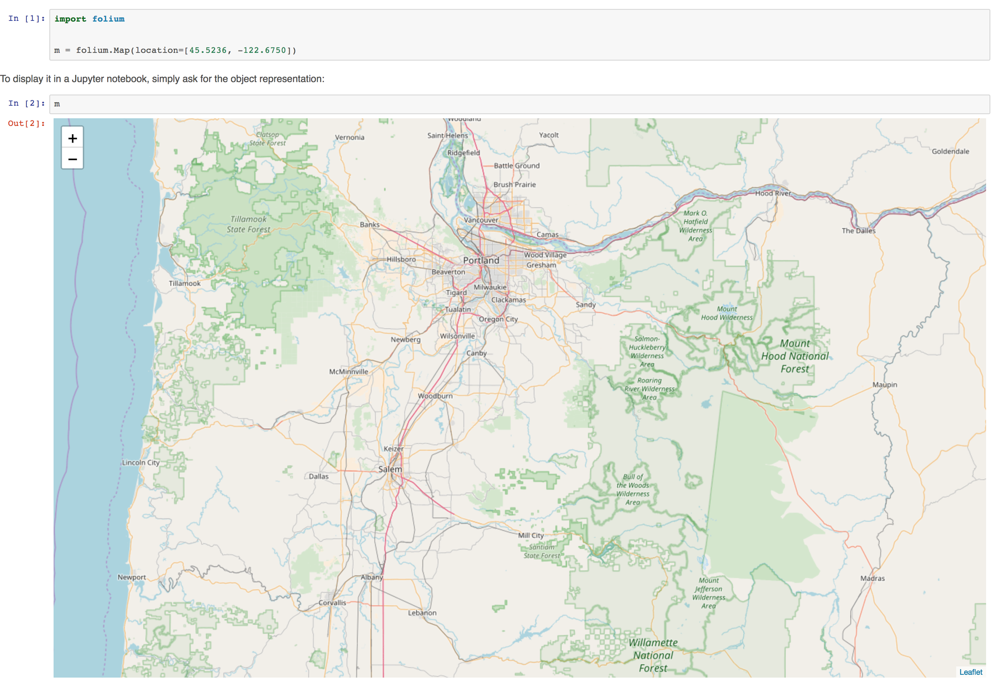 In [1]: import folium
m = folium.Map(location=[45.5236, -122.6750])
To display it in a Jupyter notebook, simply ask for the object representation:
In [2]: m
Out[2]:
+
−
Woodland
Clatsop
State Forest
Vernonia
Saint Helens
Yacolt
Ridgefield
Goldendale
Battle Ground
Brush Prairie
Hood River
Tillamook
State Forest
Mark O.
Hatfield
Wilderness
Area
Banks
Vancouver
Camas
The Dalles
Hillsboro
Portland
Wood Village
Gresham
Beaverton
Tillamook
Milwaukie
Tigard
Clackamas
Sandy
Tualatin
Mount
Hood Wilderness
Oregon City
Wilsonville
Newberg
Salmon-
Huckleberry
Wilderness
Area
Mount
Hood National
Forest
Canby
McMinnville
Roaring
River Wilderness
Area
Maupin
Woodburn
Keizer
Lincoln City
Salem
Dallas
Bull of
the Woods
Wilderness
Area
Mill City
Santiam
State Forest
Newport
Albany
Mount
Jefferson
Wilderness
Area
Madras
Corvallis
Lebanon
Willamette
National
Forest
Leaflet